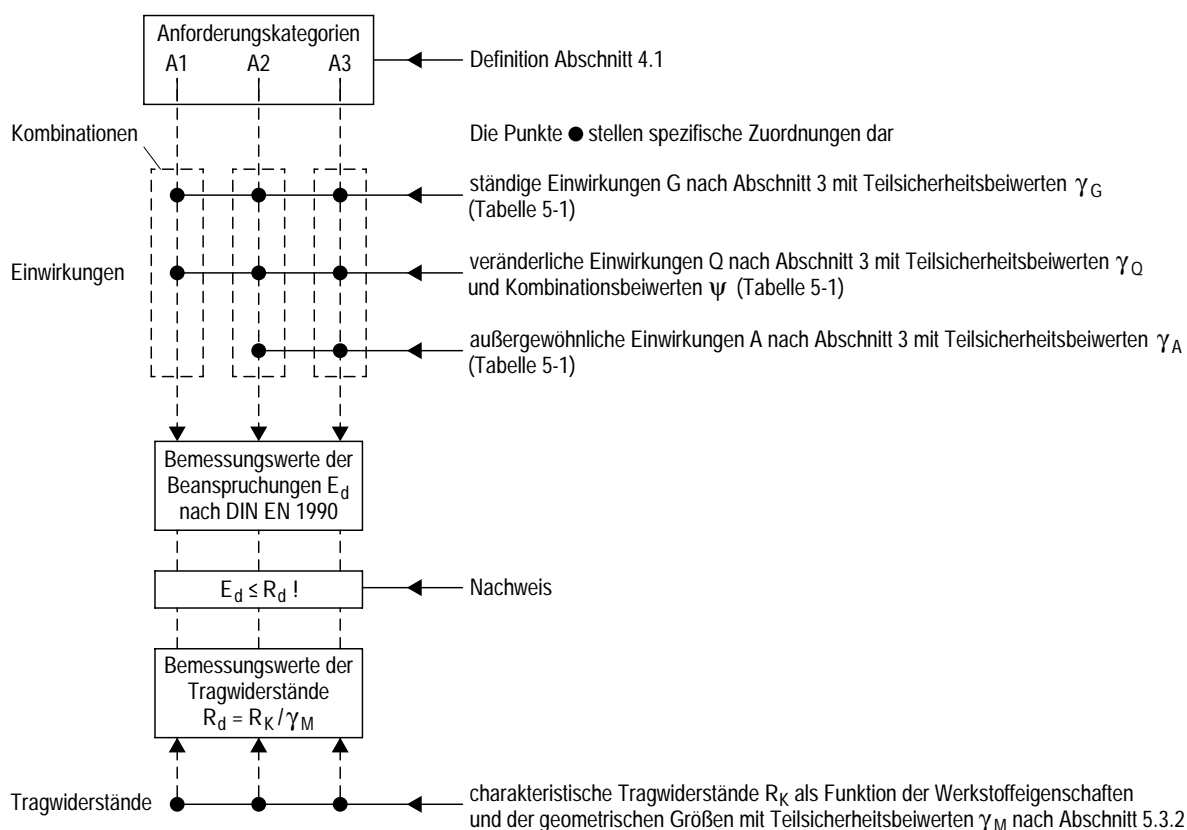 Anforderungskategorien
A1 A2 A3
Definition Abschnitt 4.1
Kombinationen
Die Punkte ● stellen spezifische Zuordnungen dar
ständige Einwirkungen G nach Abschnitt 3 mit Teilsicherheitsbeiwerten γG
(Tabelle 5-1)
Einwirkungen
veränderliche Einwirkungen Q nach Abschnitt 3 mit Teilsicherheitsbeiwerten γQ
und Kombinationsbeiwerten ψ (Tabelle 5-1)
außergewöhnliche Einwirkungen A nach Abschnitt 3 mit Teilsicherheitsbeiwerten γA
(Tabelle 5-1)
Bemessungswerte der
Beanspruchungen Ed
nach DIN EN 1990
Ed ≤ Rd !
Nachweis
Bemessungswerte der
Tragwiderstände
Rd = RK/γM
Tragwiderstände
charakteristische Tragwiderstände RK als Funktion der Werkstoffeigenschaften
und der geometrischen Größen mit Teilsicherheitsbeiwerten γM nach Abschnitt 5.3.2